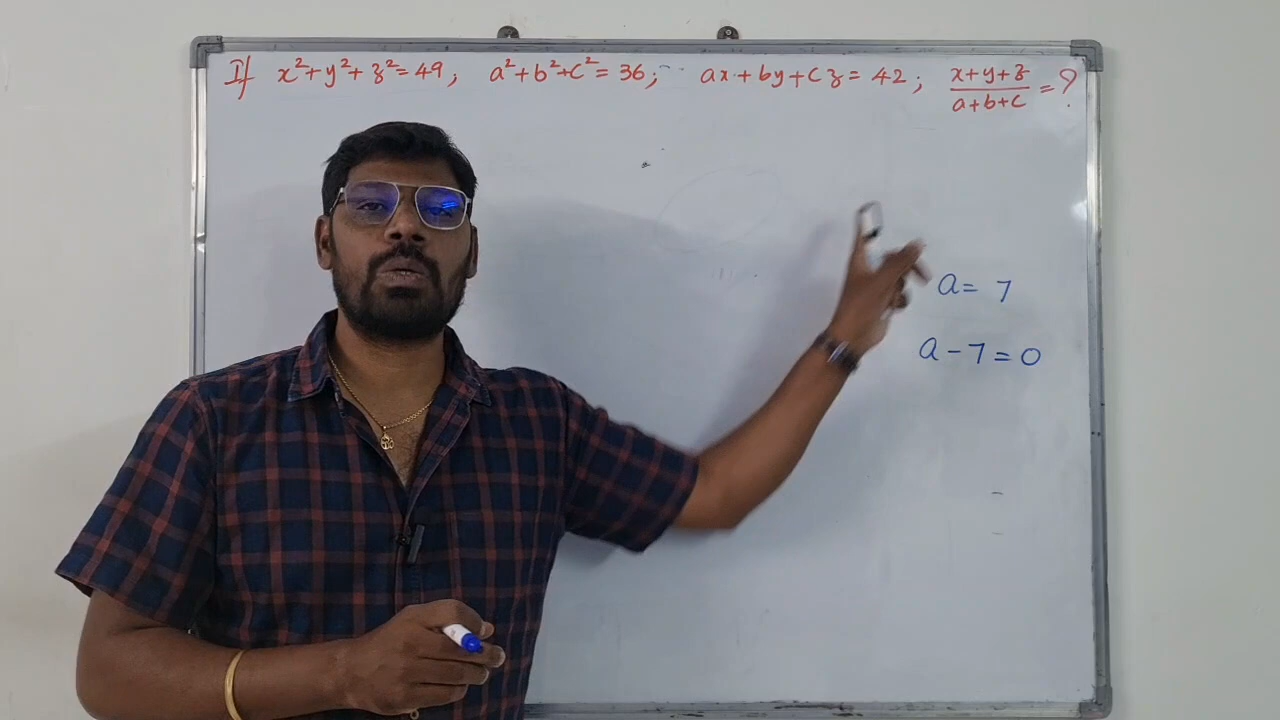 If x²+y²+z²=49; a²+b²+c²=36; ax+by+cz=42; x+y+z/a+b+c=?
a=7
a-7=0